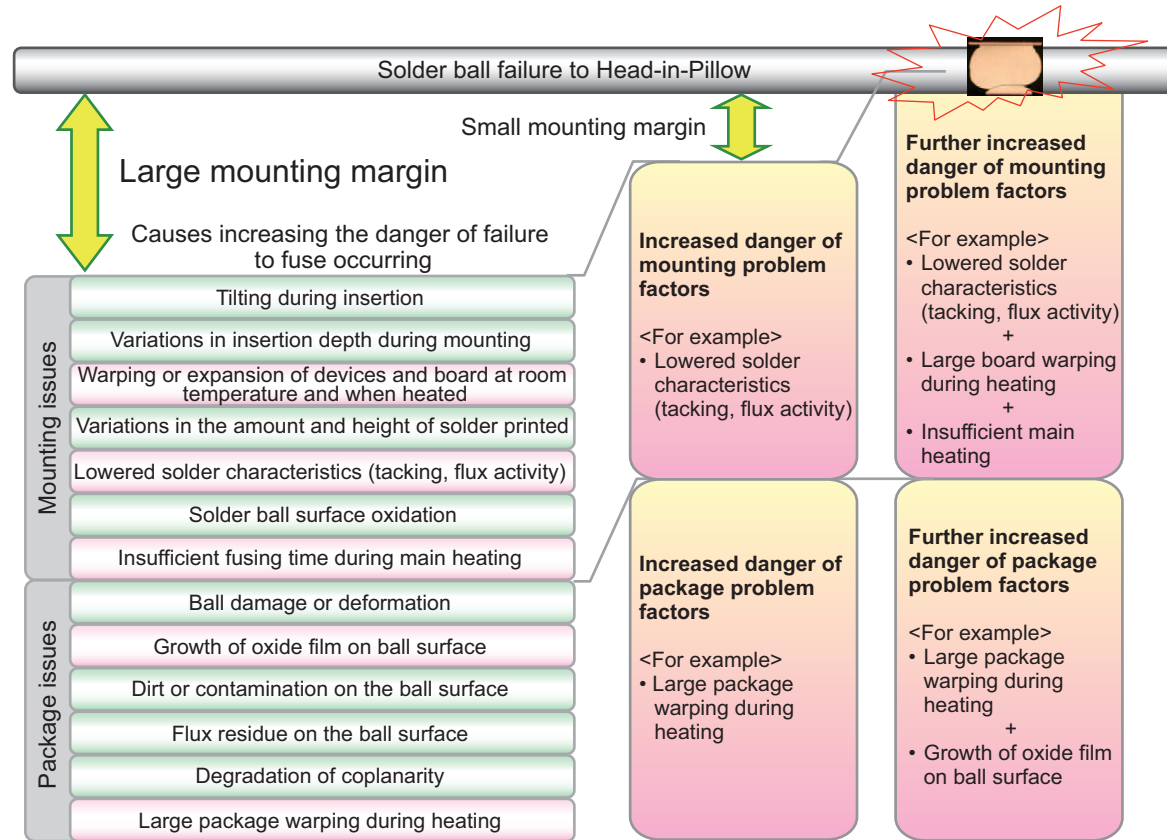 Solder ball failure to Head-in-Pillow
Large mounting margin
Small mounting margin
Causes increasing the danger of failure
to fuse occurring
Mounting issues
Tilting during insertion
Variations in insertion depth during mounting
Warping or expansion of devices and board at room
temperature and when heated
Variations in the amount and height of solder printed
Lowered solder characteristics (tacking, flux activity)
Solder ball surface oxidation
Insufficient fusing time during main heating
Package issues
Ball damage or deformation
Growth of oxide film on ball surface
Dirt or contamination on the ball surface
Flux residue on the ball surface
Degradation of coplanarity
Large package warping during heating
Increased danger of
mounting problem
factors
<For example>
• Lowered solder
characteristics
(tacking, flux activity)
Increased danger of
package problem
factors
<For example>
• Large package
warping during
heating
Further increased
danger of mounting
problem factors
<For example>
• Lowered solder
characteristics
(tacking, flux activity)
+
• Large board warping
during heating
+
• Insufficient main
heating
Further increased
danger of package
problem factors
<For example>
• Large package
warping during
heating
+
• Growth of oxide film
on ball surface